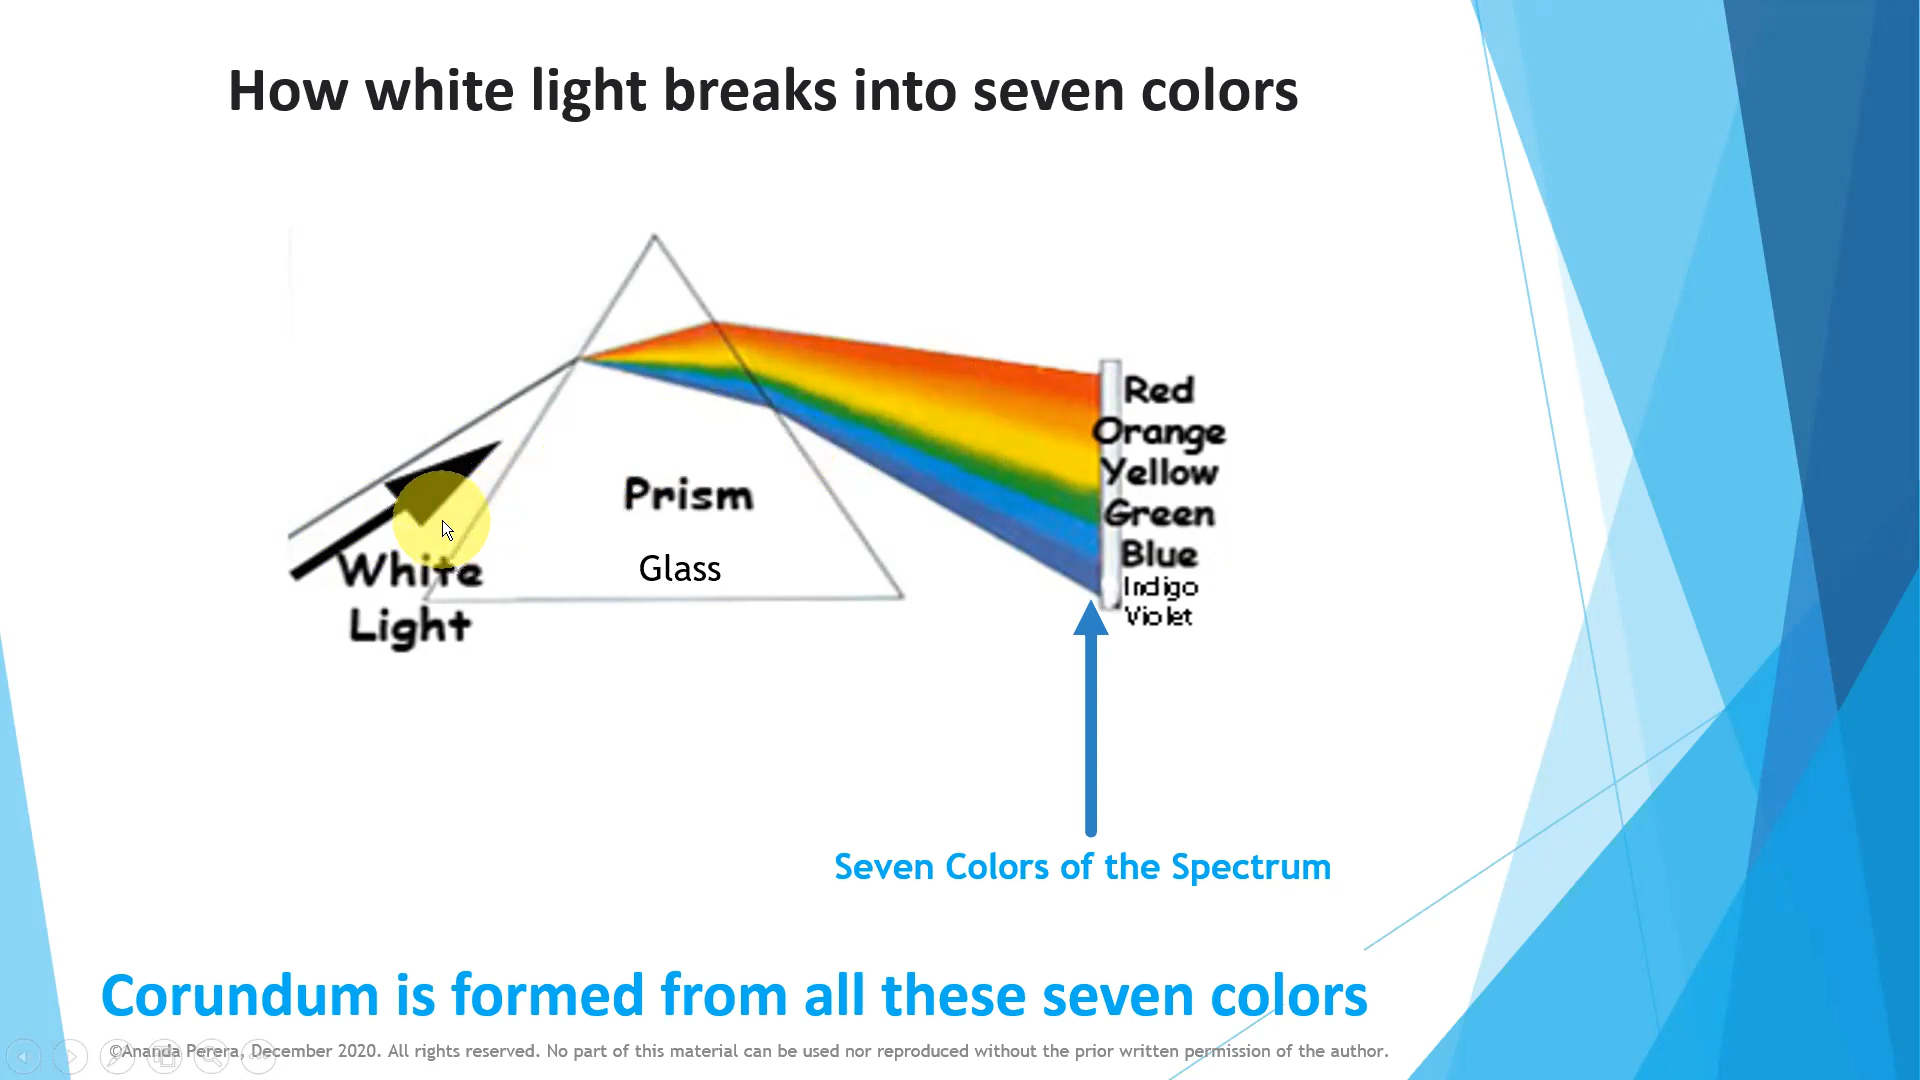 How white light breaks into seven colors
Red
Orange
Yellow
Green
Blue
Indigo
Violet
Prism
Glass
White
Light
Seven Colors of the Spectrum
Corundum is formed from all these seven colors
©Ananda Perera, December 2020. All rights reserved. No part of this material can be used nor reproduced without the prior written permission of the author.